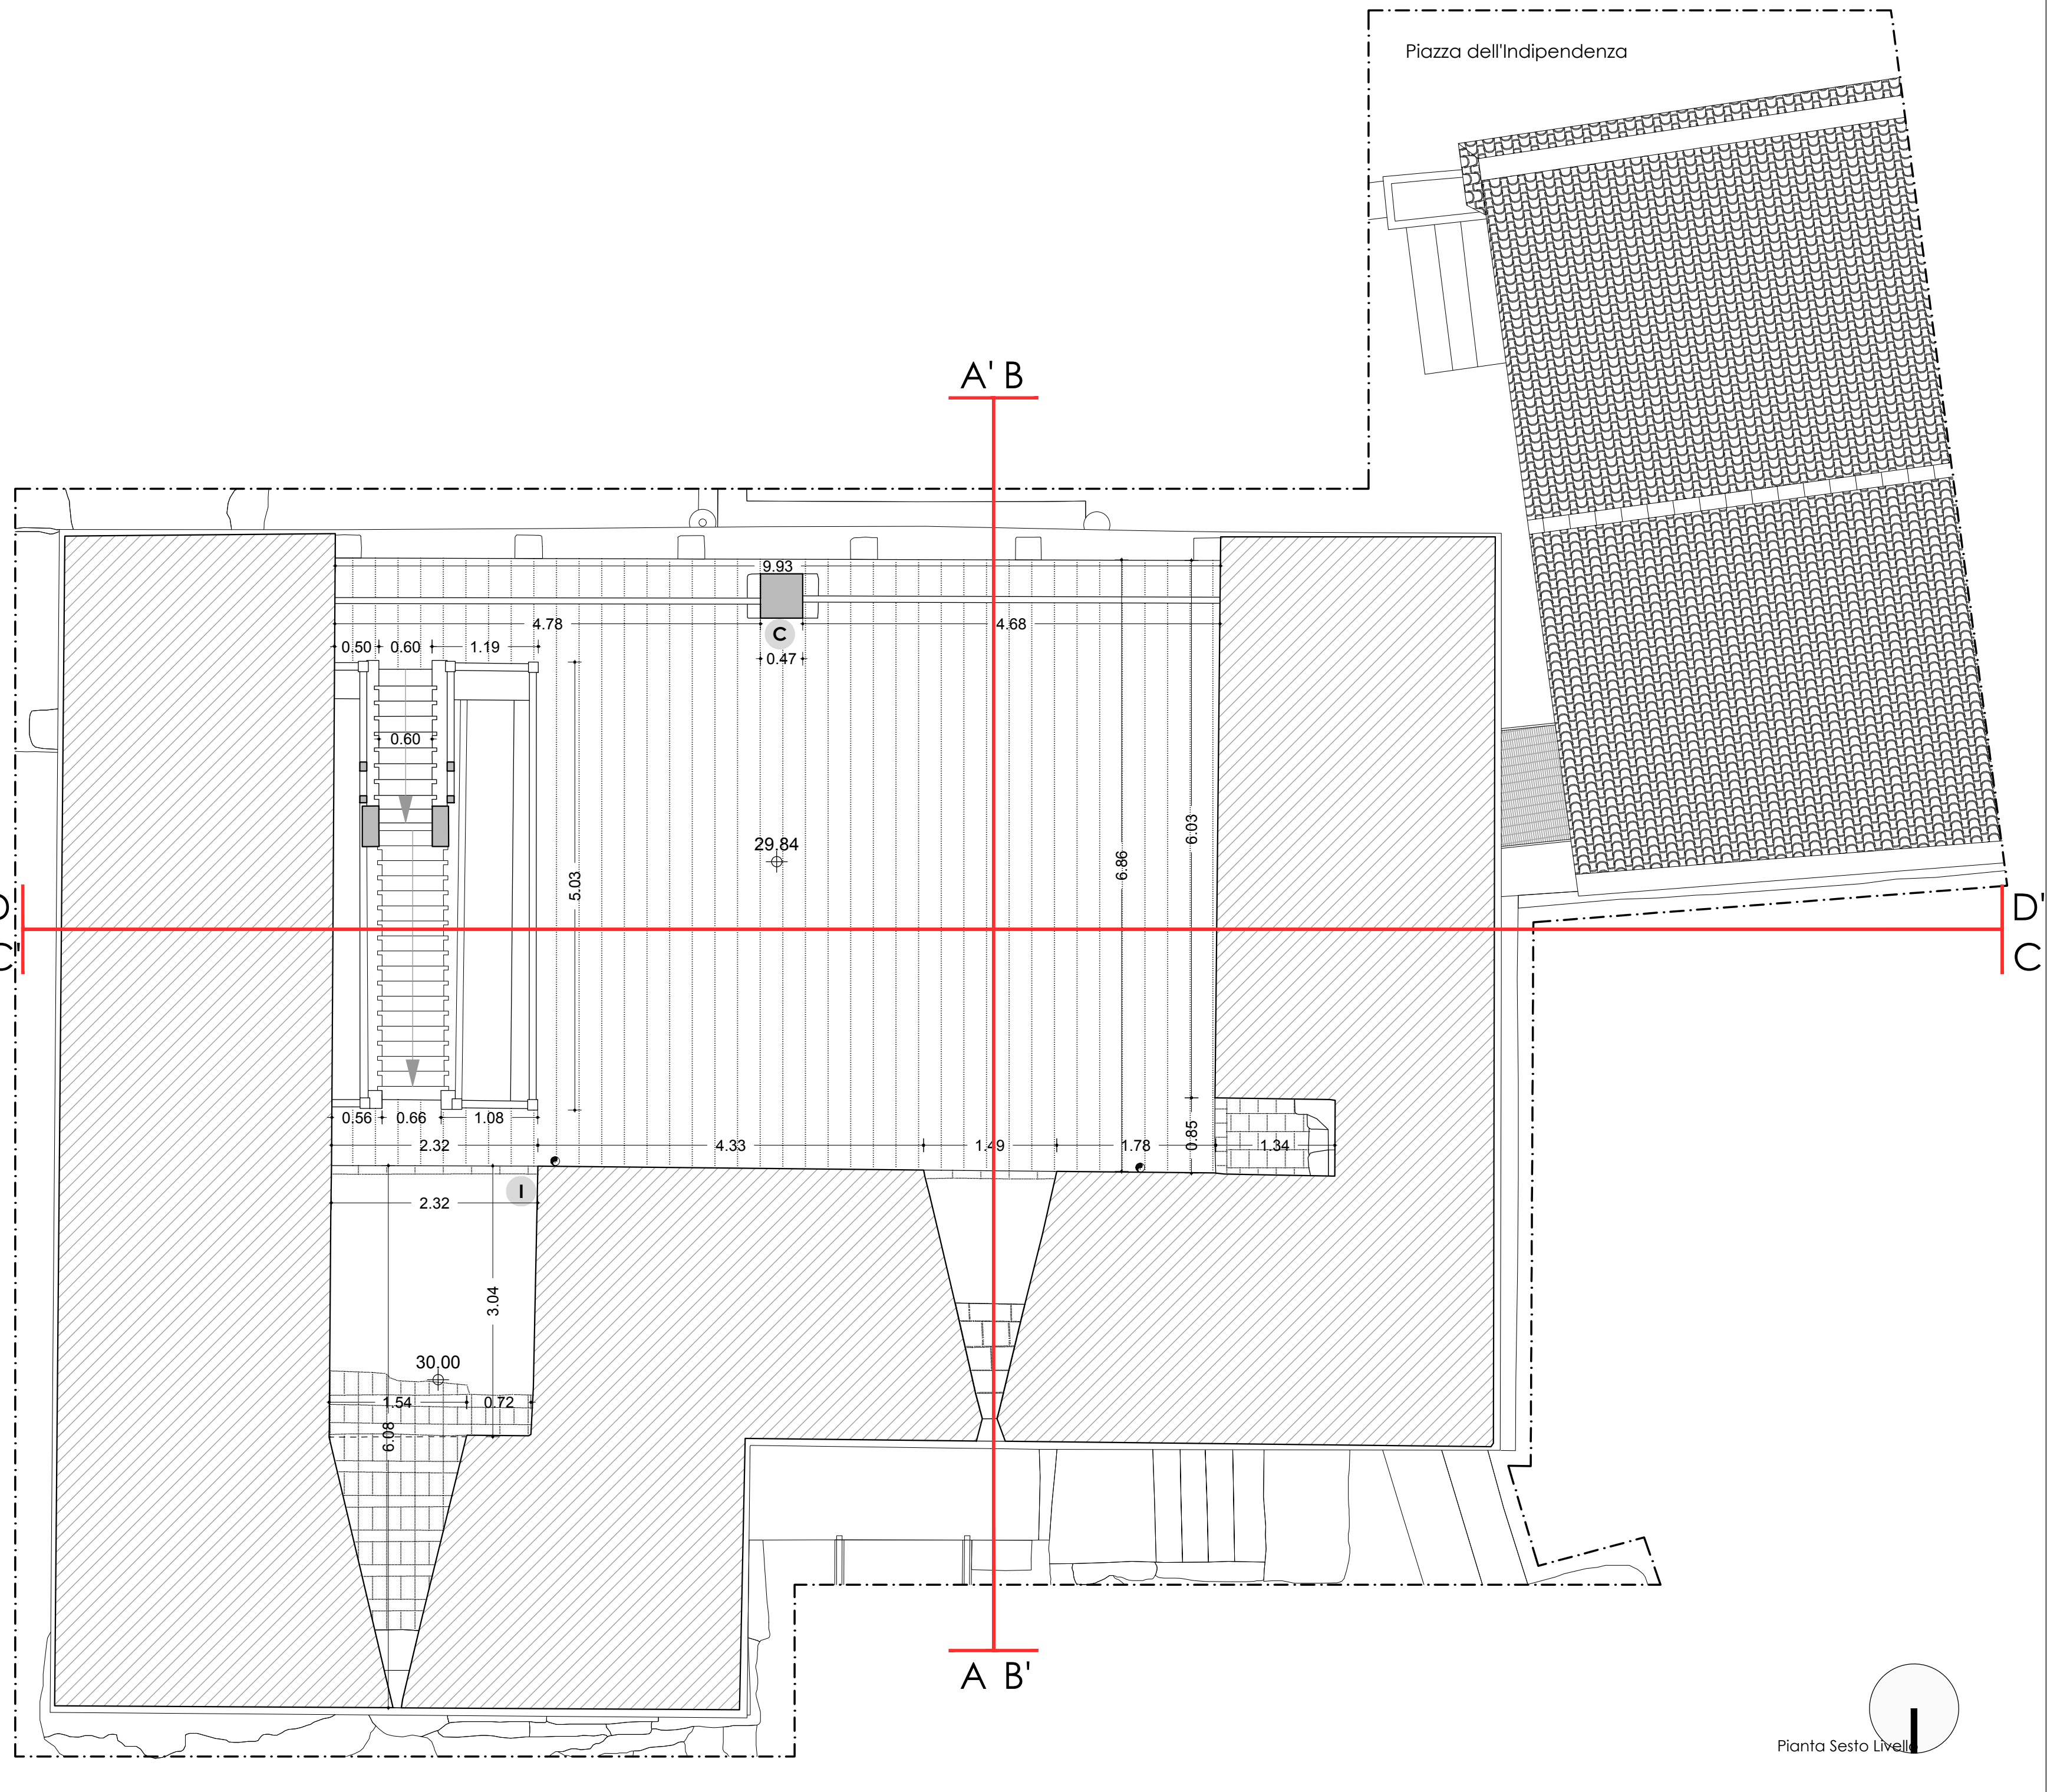 Piazza dell'Indipendenza
A' B
9.93
4.78
C
4.68
0.50 0.60 1.19
0.47
0.60
6.03
29.84
6.86
5.03
D
D'
C'
C
0.56 0.66 1.08
0.85
2.32 4.33 1.49 1.78 1.34
I
2.32
3.04
30.00
1.54 0.72
6.08
A B'
Pianta Sesto Livello